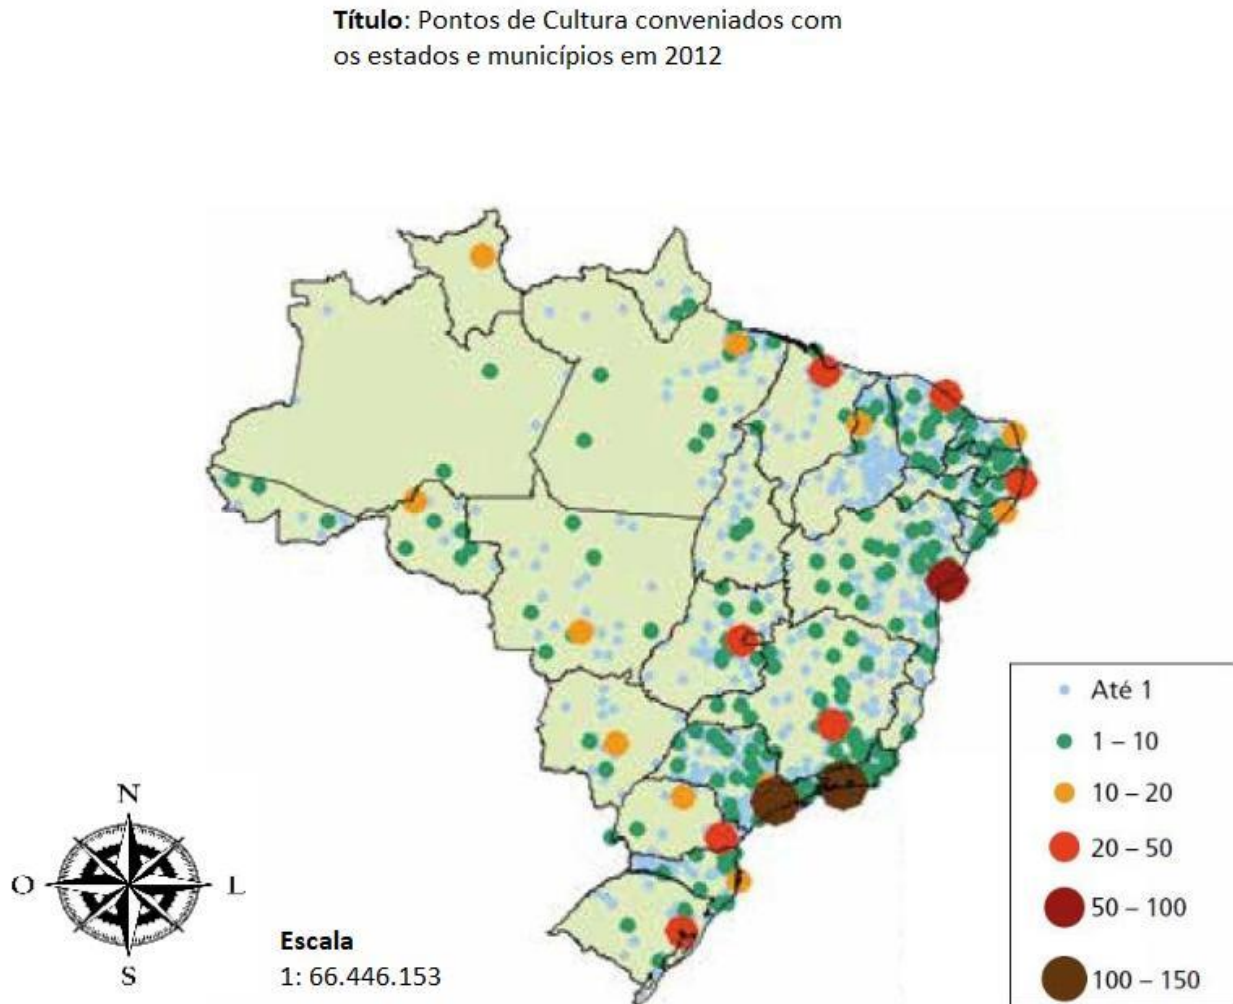 Título: Pontos de Cultura conveniados com
os estados e municípios em 2012
N
O
L
S
Escala
1: 66.446.153
Até 1
1 – 10
10 – 20
20 – 50
50 – 100
100 – 150